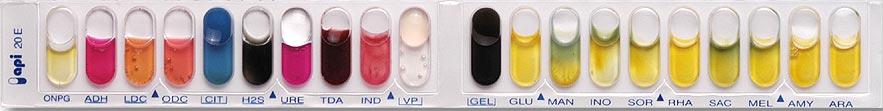 api 20 E
ONPG ADH LDC ODC CIT H2S URE TDA IND VP GEL GLU MAN INO SOR RHA SAC MEL AMY ARA